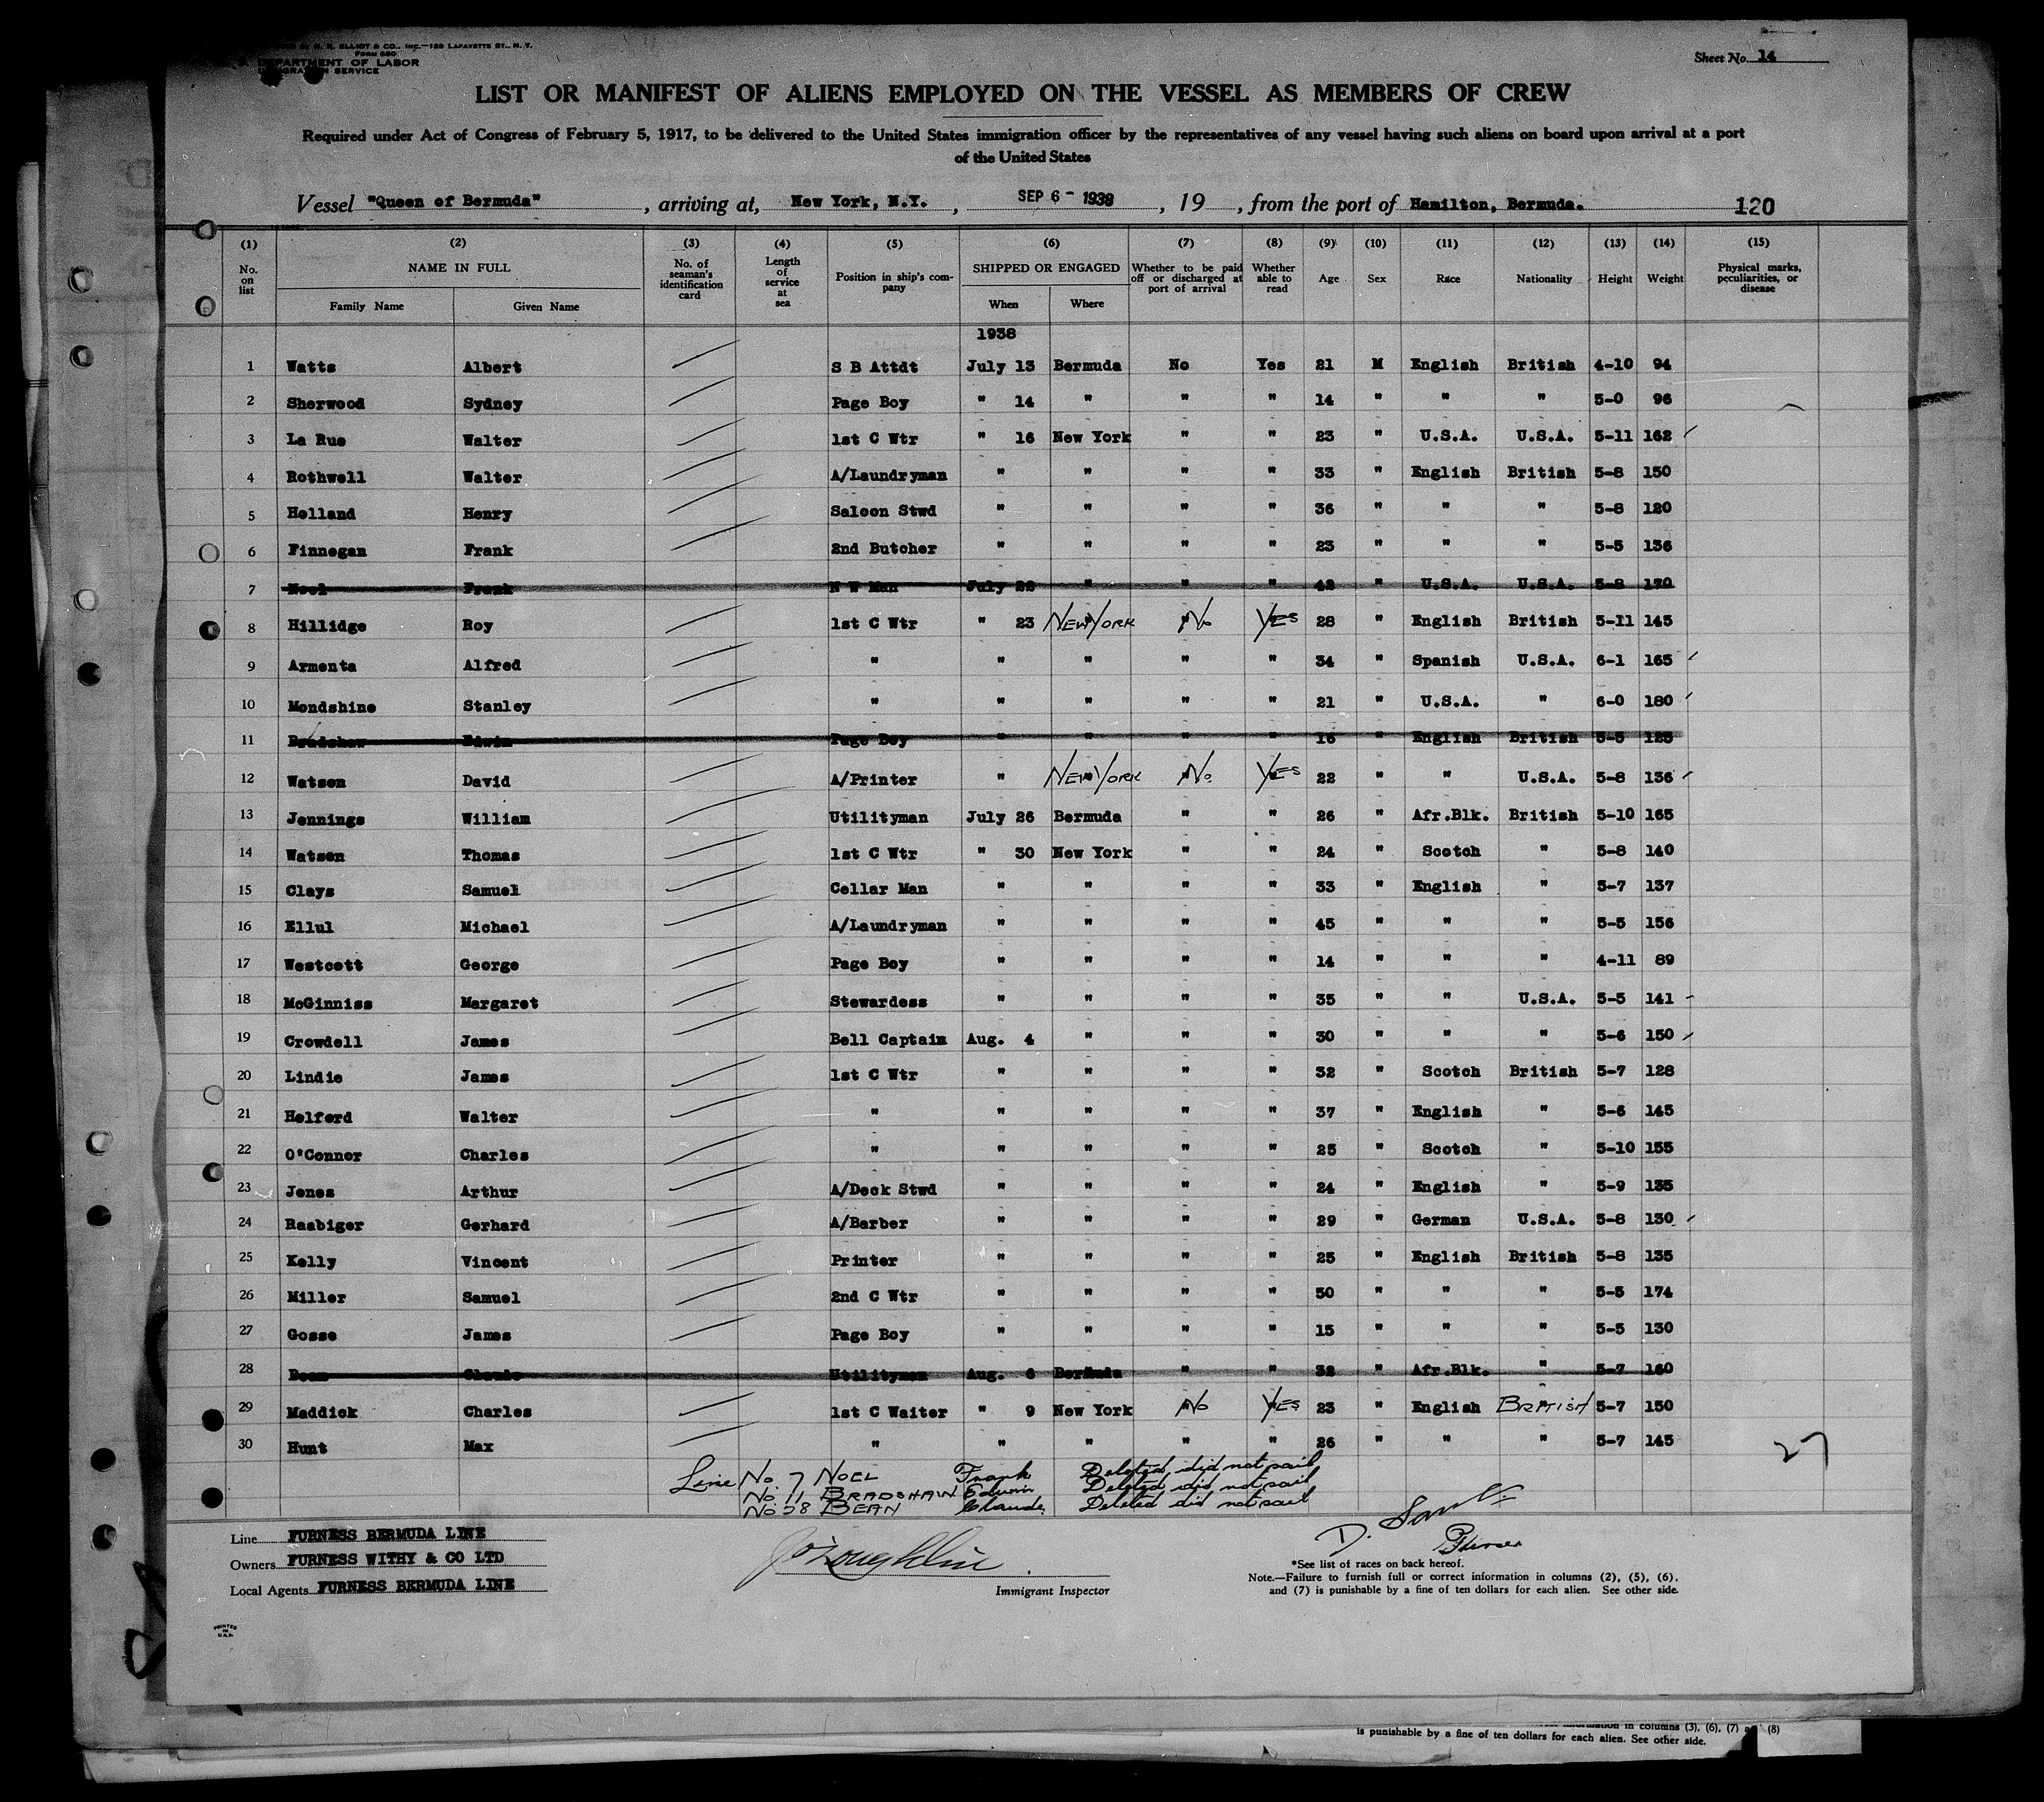 ELLIOT & CO., INC.—128 LAFAYETTE ST., N. Y.
FORM 680
DEPARTMENT OF LABOR
IMMIGRATION SERVICE
Sheet No. 14
LIST OR MANIFEST OF ALIENS EMPLOYED ON THE VESSEL AS MEMBERS OF CREW
Required under Act of Congress of February 5, 1917, to be delivered to the United States immigration officer by the representatives of any vessel having such aliens on board upon arrival at a port
of the United States
Vessel "Queen of Bermuda", arriving at, New York, N.Y., SEP 6 - 1938, 19 , from the port of Hamilton, Bermuda. 120
(1) (2) (3) (4) (5) (6) (7) (8) (9) (10) (11) (12) (13) (14) (15)
No. on list NAME IN FULL Family Name Given Name No. of seaman's identification card Length of service at sea Position in ship's company SHIPPED OR ENGAGED When Where Whether to be paid off or discharged at port of arrival Whether able to read Age Sex Race Nationality Height Weight Physical marks, peculiarities, or disease
1938
1 Watts Albert S B Attdt July 13 Bermuda No Yes 21 M English British 4-10 94
2 Sherwood Sydney Page Boy " 14 " " " 14 " " " 5-0 96
3 La Rue Walter 1st C Wtr " 16 New York " " 23 " U.S.A. U.S.A. 5-11 162
4 Rothwell Walter A/Laundryman " " " " 33 " English British 5-8 150
5 Holland Henry Saloon Stwd " " " " 36 " " " 5-8 120
6 Finnegan Frank 2nd Butcher " " " " 23 " " " 5-5 136
7 Noel Frank N W Man July 22 " " " 42 " U.S.A. U.S.A. 5-8 170
8 Hillidge Roy 1st C Wtr " 23 New York No Yes 28 " English British 5-11 145
9 Armenta Alfred " " " " " 34 " Spanish U.S.A. 6-1 165
10 Mondshine Stanley " " " " " 21 " U.S.A. " 6-0 180
11 Bradshaw Edwin Page Boy " " " " 16 " English British 5-5 125
12 Watson David A/Printer " New York No Yes 22 " " U.S.A. 5-8 136
13 Jennings William Utilityman July 26 Bermuda " " 26 " Afr.Blk. British 5-10 165
14 Watson Thomas 1st C Wtr " 30 New York " " 24 " Scotch " 5-8 140
15 Clays Samuel Cellar Man " " " " 33 " English " 5-7 137
16 Ellul Michael A/Laundryman " " " " 45 " " " 5-5 156
17 Westcott George Page Boy " " " " 14 " " " 4-11 89
18 McGinniss Margaret Stewardess " " " " 35 " " U.S.A. 5-5 141
19 Crowdell James Bell Captain Aug. 4 " " " 30 " " " 5-6 150
20 Lindie James 1st C Wtr " " " " 32 " Scotch British 5-7 128
21 Helferd Walter " " " " " 37 " English " 5-6 145
22 O'Conner Charles " " " " " 25 " Scotch " 5-10 155
23 Jones Arthur A/Deck Stwd " " " " 24 " English " 5-9 135
24 Raabiger Gerhard A/Barber " " " " 29 " German U.S.A. 5-8 130
25 Kelly Vincent Printer " " " " 25 " English British 5-8 135
26 Miller Samuel 2nd C Wtr " " " " 50 " " " 5-5 174
27 Gosse James Page Boy " " " " 15 " " " 5-5 130
28 Bean Claude Utilityman Aug. 6 Bermuda " " 32 " Afr.Blk. " 5-7 160
29 Maddick Charles 1st C Waiter " 9 New York No Yes 23 " English British 5-7 150
30 Hunt Max " " " " " 26 " " " 5-7 145
27
Line No 7 NOEL Frank Deleted, did not sail
No 11 BRADSHAW Edwin Deleted did not sail
No 28 BEAN Claude Deleted did not sail
Line FURNESS BERMUDA LINE
Owners FURNESS WITHY & CO LTD
Local Agents FURNESS BERMUDA LINE
Immigrant Inspector
Purser
*See list of races on back hereof.
Note.—Failure to furnish full or correct information in columns (2), (5), (6),
and (7) is punishable by a fine of ten dollars for each alien. See other side.
PRINTED
IN
U.S.A.
information in columns (3), (6), (7) (8)
is punishable by a fine of ten dollars for each alien. See other side.